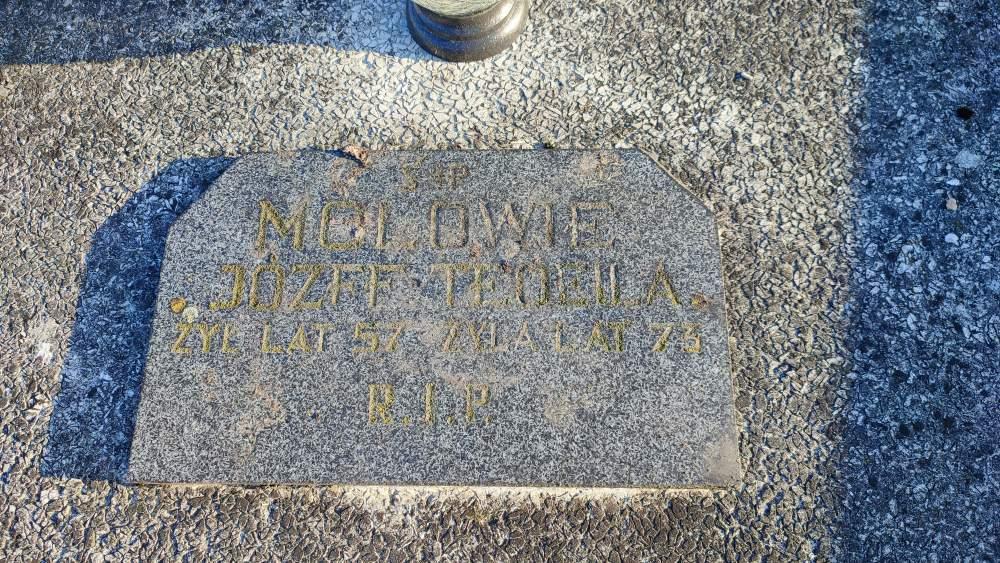 Ś†P
MOLOWIE
JÓZEF TEOFILA
ŻYŁ LAT 57 ŻYŁA LAT 73
R.I.P.